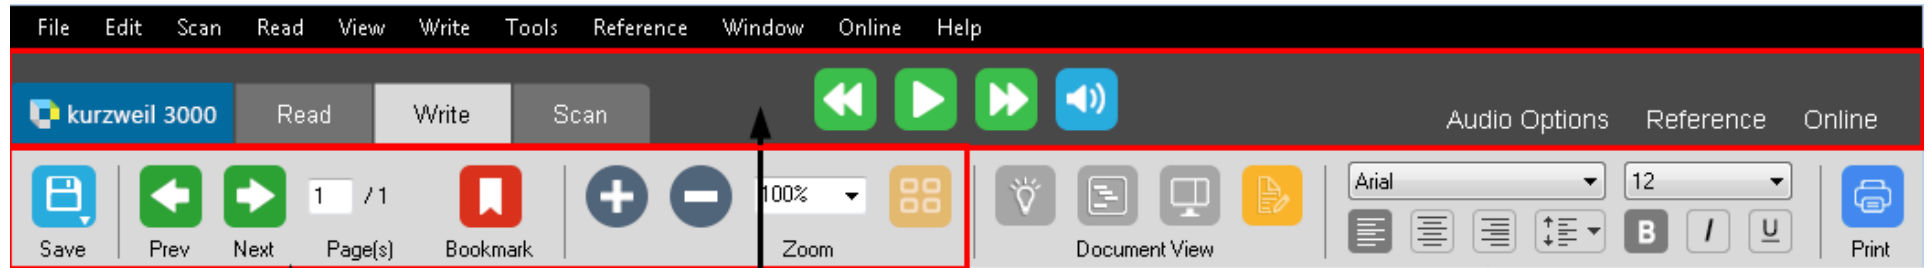 File Edit Scan Read View Write Tools Reference Window Online Help
kurzweil 3000 Read Write Scan Audio Options Reference Online
1 / 1 100% Arial 12
B I U
Save Prev Next Page(s) Bookmark Zoom Document View Print